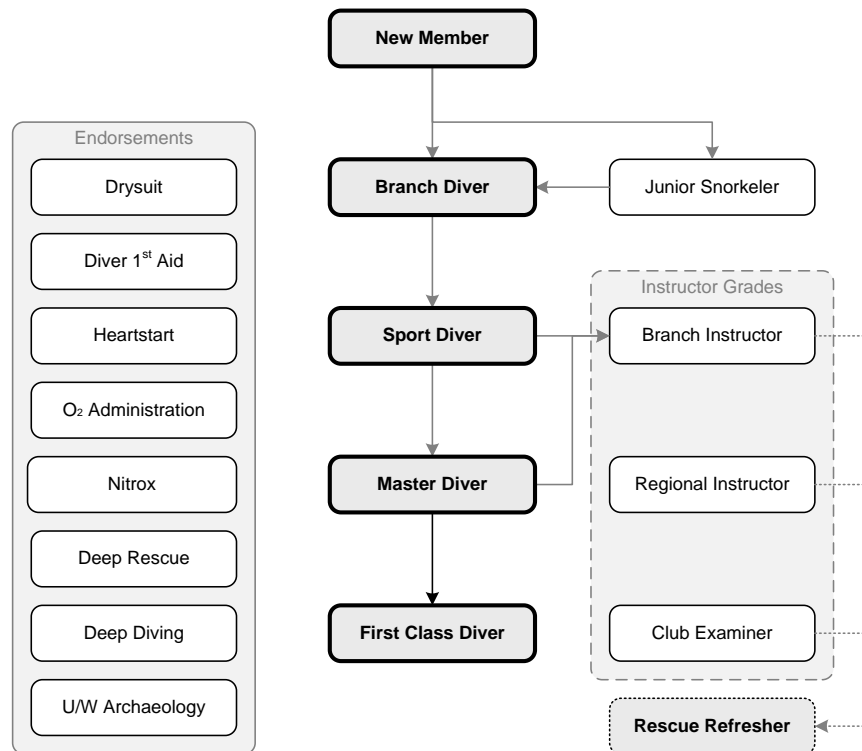 New Member
Endorsements
Drysuit
Diver 1st Aid
Heartstart
O₂ Administration
Nitrox
Deep Rescue
Deep Diving
U/W Archaeology
Branch Diver
Junior Snorkeler
Sport Diver
Master Diver
First Class Diver
Instructor Grades
Branch Instructor
Regional Instructor
Club Examiner
Rescue Refresher